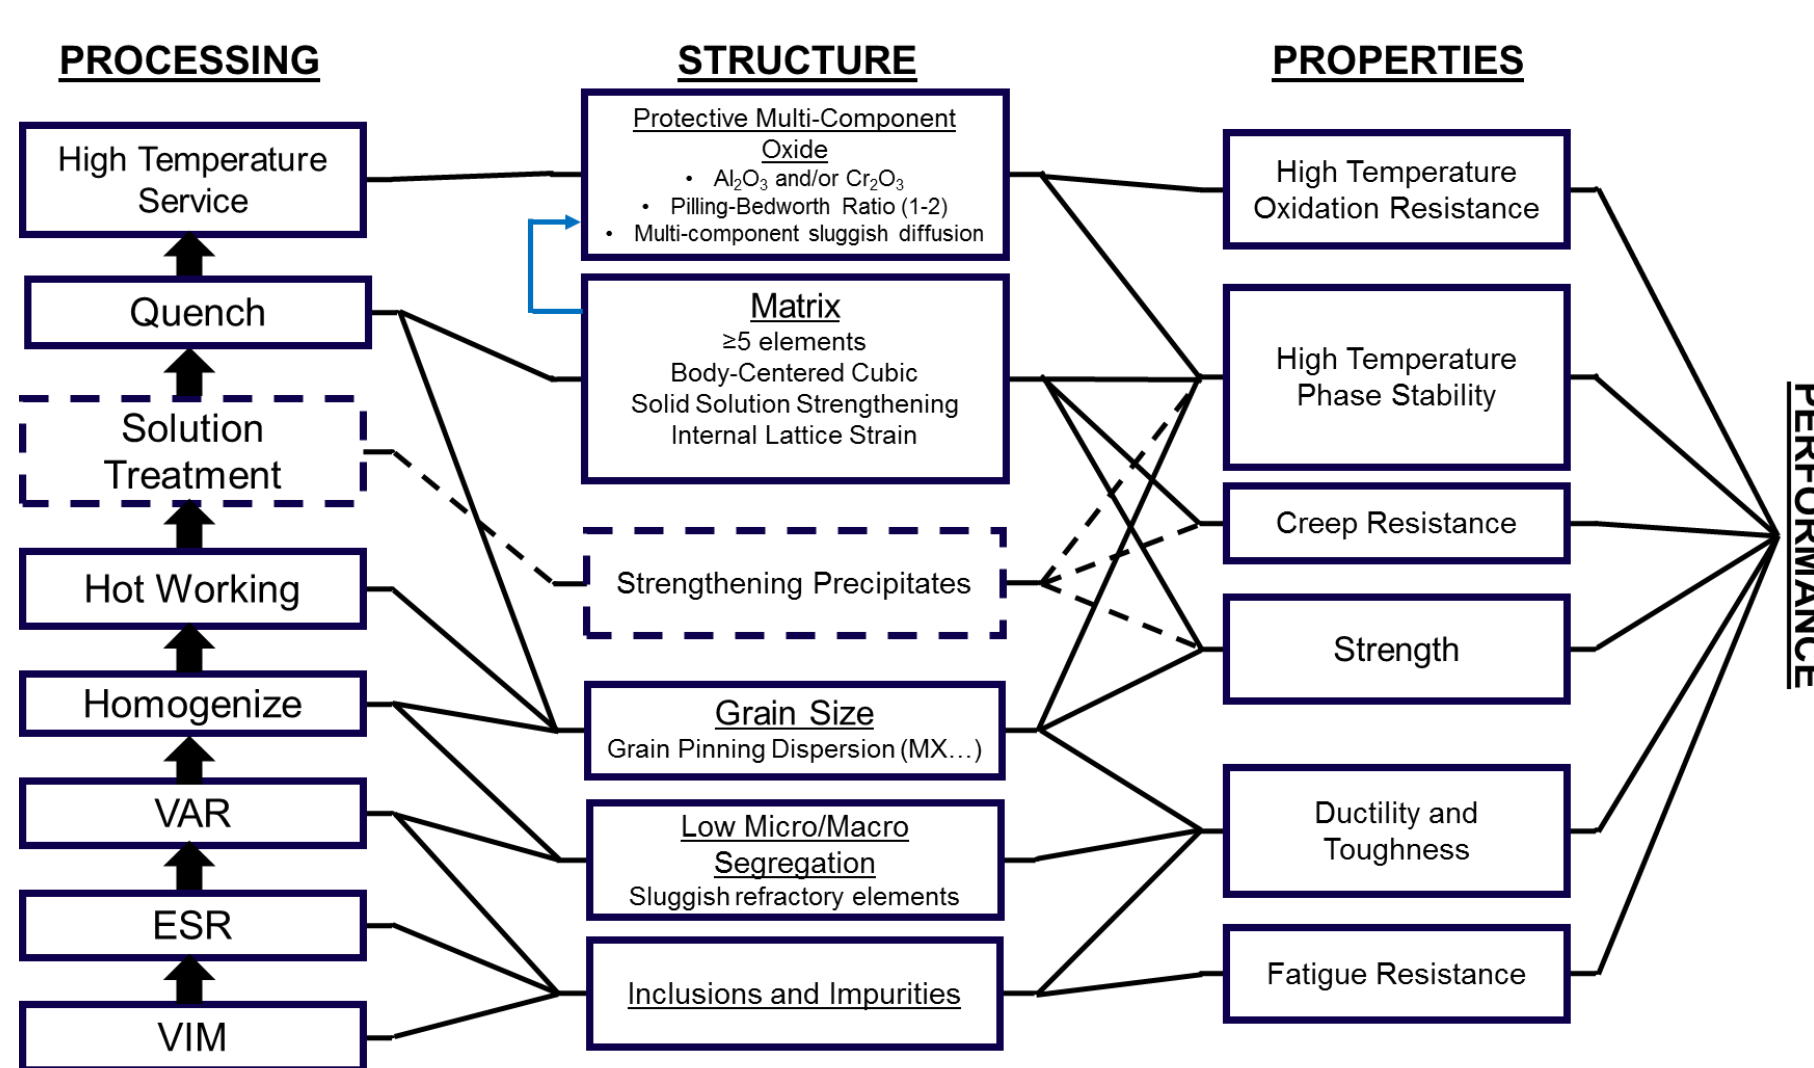 PROCESSING
High Temperature
Service
Quench
Solution
Treatment
Hot Working
Homogenize
VAR
ESR
VIM
STRUCTURE
Protective Multi-Component
Oxide
• Al₂O₃ and/or Cr₂O₃
• Pilling-Bedworth Ratio (1-2)
• Multi-component sluggish diffusion
Matrix
≥5 elements
Body-Centered Cubic
Solid Solution Strengthening
Internal Lattice Strain
Strengthening Precipitates
Grain Size
Grain Pinning Dispersion (MX…)
Low Micro/Macro
Segregation
Sluggish refractory elements
Inclusions and Impurities
PROPERTIES
High Temperature
Oxidation Resistance
High Temperature
Phase Stability
Creep Resistance
Strength
Ductility and
Toughness
Fatigue Resistance
PERFORMANCE